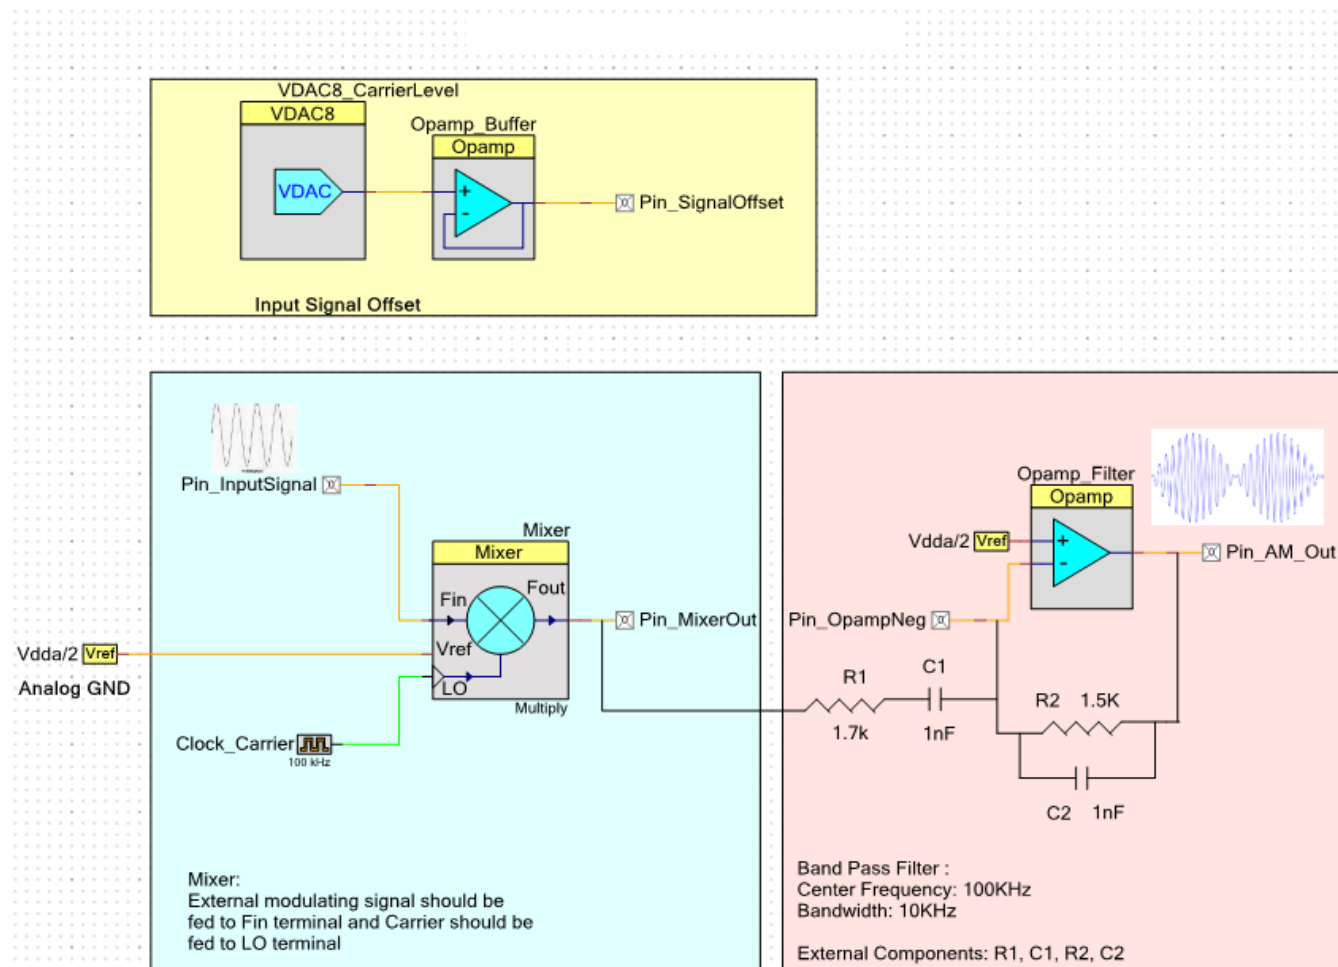 VDAC8_CarrierLevel
VDAC8
VDAC
Opamp_Buffer
Opamp
+
-
Pin_SignalOffset
Input Signal Offset
Pin_InputSignal
Mixer
Mixer
Fin
Fout
Vref
LO
Multiply
Pin_MixerOut
Vdda/2 Vref
Analog GND
Clock_Carrier
100 kHz
Mixer:
External modulating signal should be
fed to Fin terminal and Carrier should be
fed to LO terminal
Opamp_Filter
Opamp
Vdda/2 Vref
+
-
Pin_AM_Out
Pin_OpampNeg
R1
1.7k
C1
1nF
R2 1.5K
C2 1nF
Band Pass Filter :
Center Frequency: 100KHz
Bandwidth: 10KHz
External Components: R1, C1, R2, C2